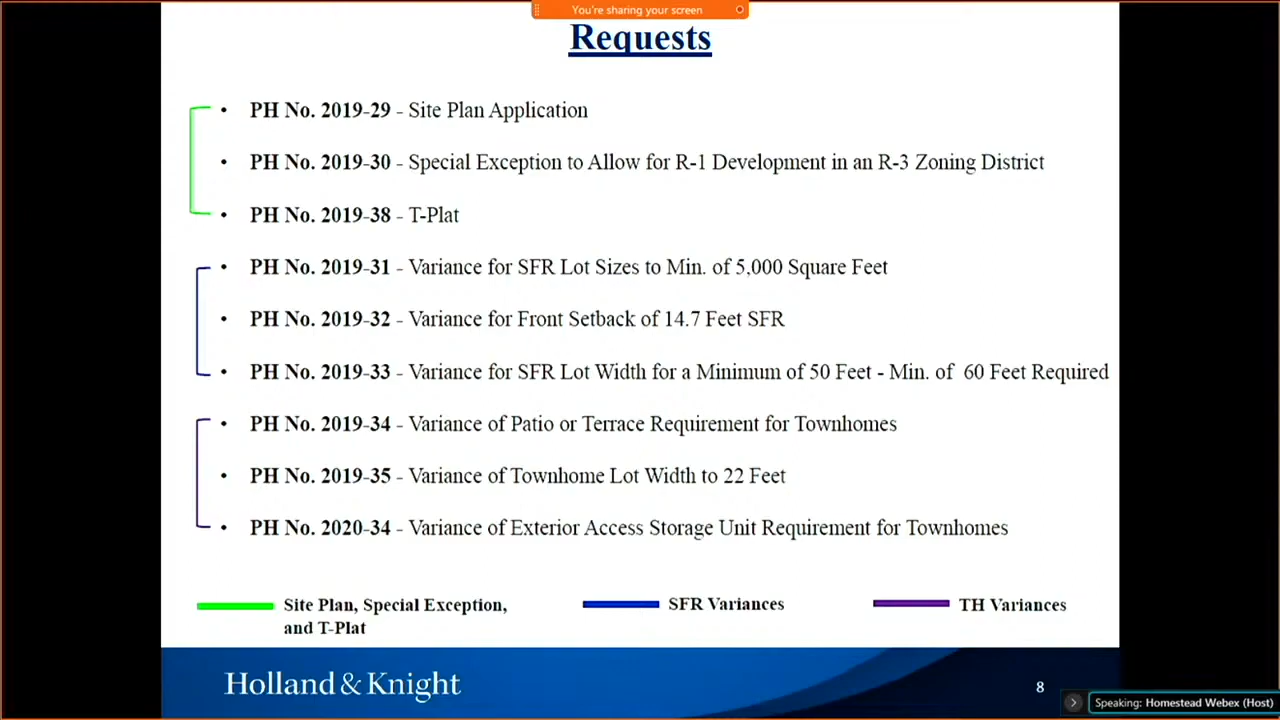 You're sharing your screen
Requests
• PH No. 2019-29 - Site Plan Application
• PH No. 2019-30 - Special Exception to Allow for R-1 Development in an R-3 Zoning District
• PH No. 2019-38 - T-Plat
• PH No. 2019-31 - Variance for SFR Lot Sizes to Min. of 5,000 Square Feet
• PH No. 2019-32 - Variance for Front Setback of 14.7 Feet SFR
• PH No. 2019-33 - Variance for SFR Lot Width for a Minimum of 50 Feet - Min. of 60 Feet Required
• PH No. 2019-34 - Variance of Patio or Terrace Requirement for Townhomes
• PH No. 2019-35 - Variance of Townhome Lot Width to 22 Feet
• PH No. 2020-34 - Variance of Exterior Access Storage Unit Requirement for Townhomes
Site Plan, Special Exception,
and T-Plat
SFR Variances
TH Variances
Holland & Knight
8
Speaking: Homestead Webex (Host)